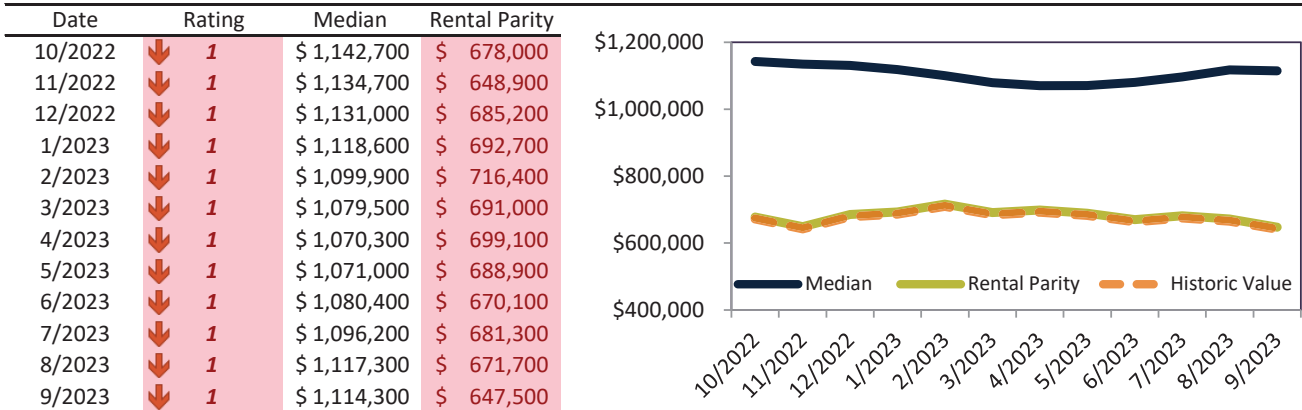 Date Rating Median Rental Parity
10/2022 1 $ 1,142,700 $ 678,000
11/2022 1 $ 1,134,700 $ 648,900
12/2022 1 $ 1,131,000 $ 685,200
1/2023 1 $ 1,118,600 $ 692,700
2/2023 1 $ 1,099,900 $ 716,400
3/2023 1 $ 1,079,500 $ 691,000
4/2023 1 $ 1,070,300 $ 699,100
5/2023 1 $ 1,071,000 $ 688,900
6/2023 1 $ 1,080,400 $ 670,100
7/2023 1 $ 1,096,200 $ 681,300
8/2023 1 $ 1,117,300 $ 671,700
9/2023 1 $ 1,114,300 $ 647,500
$1,200,000
$1,000,000
$800,000
$600,000
$400,000
Median Rental Parity Historic Value
10/2022 11/2022 12/2022 1/2023 2/2023 3/2023 4/2023 5/2023 6/2023 7/2023 8/2023 9/2023